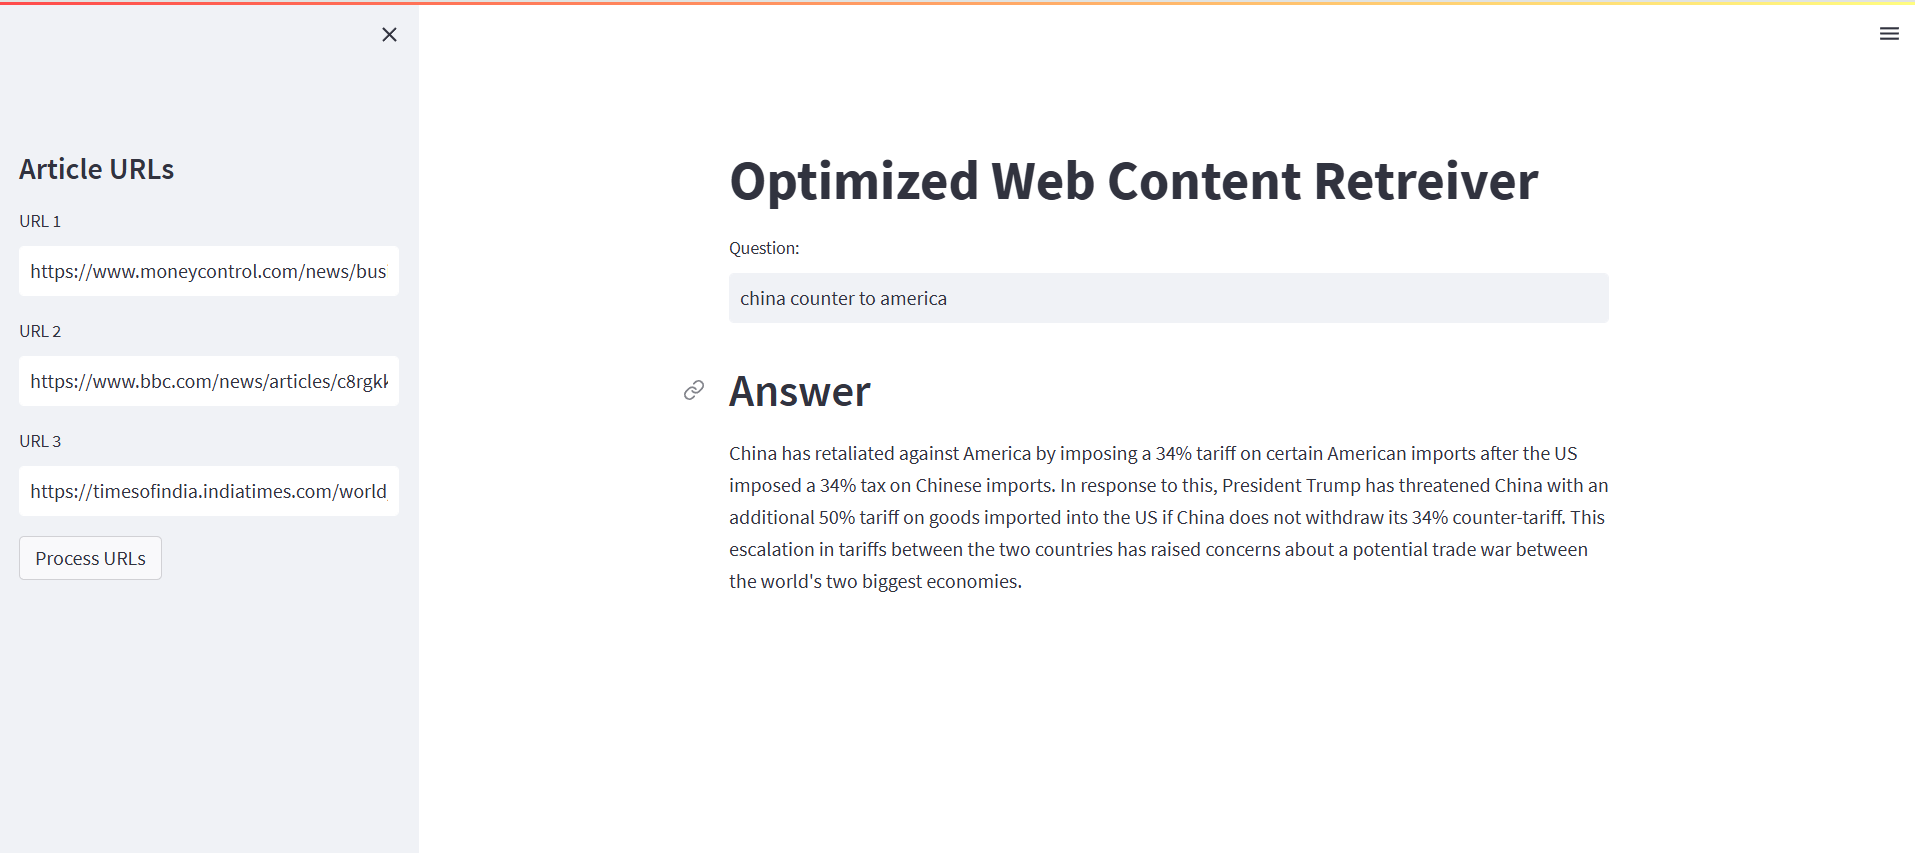 Article URLs
URL 1
https://www.moneycontrol.com/news/bus
URL 2
https://www.bbc.com/news/articles/c8rgkk
URL 3
https://timesofindia.indiatimes.com/world
Process URLs
Optimized Web Content Retreiver
Question:
china counter to america
Answer
China has retaliated against America by imposing a 34% tariff on certain American imports after the US
imposed a 34% tax on Chinese imports. In response to this, President Trump has threatened China with an
additional 50% tariff on goods imported into the US if China does not withdraw its 34% counter-tariff. This
escalation in tariffs between the two countries has raised concerns about a potential trade war between
the world's two biggest economies.